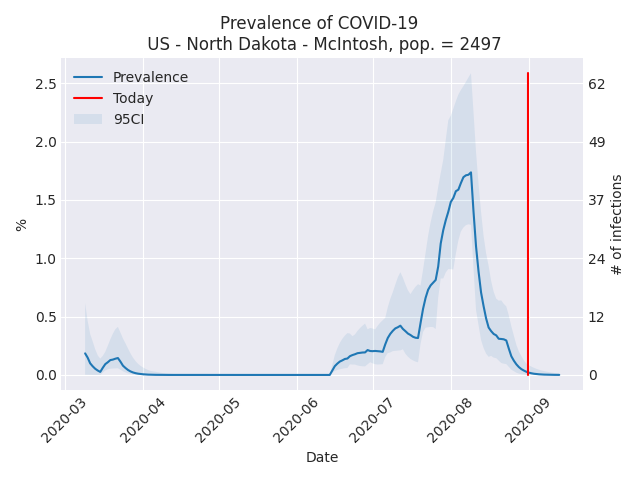 Prevalence of COVID-19
US - North Dakota - McIntosh, pop. = 2497
Prevalence
Today
95CI
2.5
2.0
1.5
1.0
0.5
0.0
%
62
49
37
24
12
0
# of infections
2020-03
2020-04
2020-05
2020-06
2020-07
2020-08
2020-09
Date